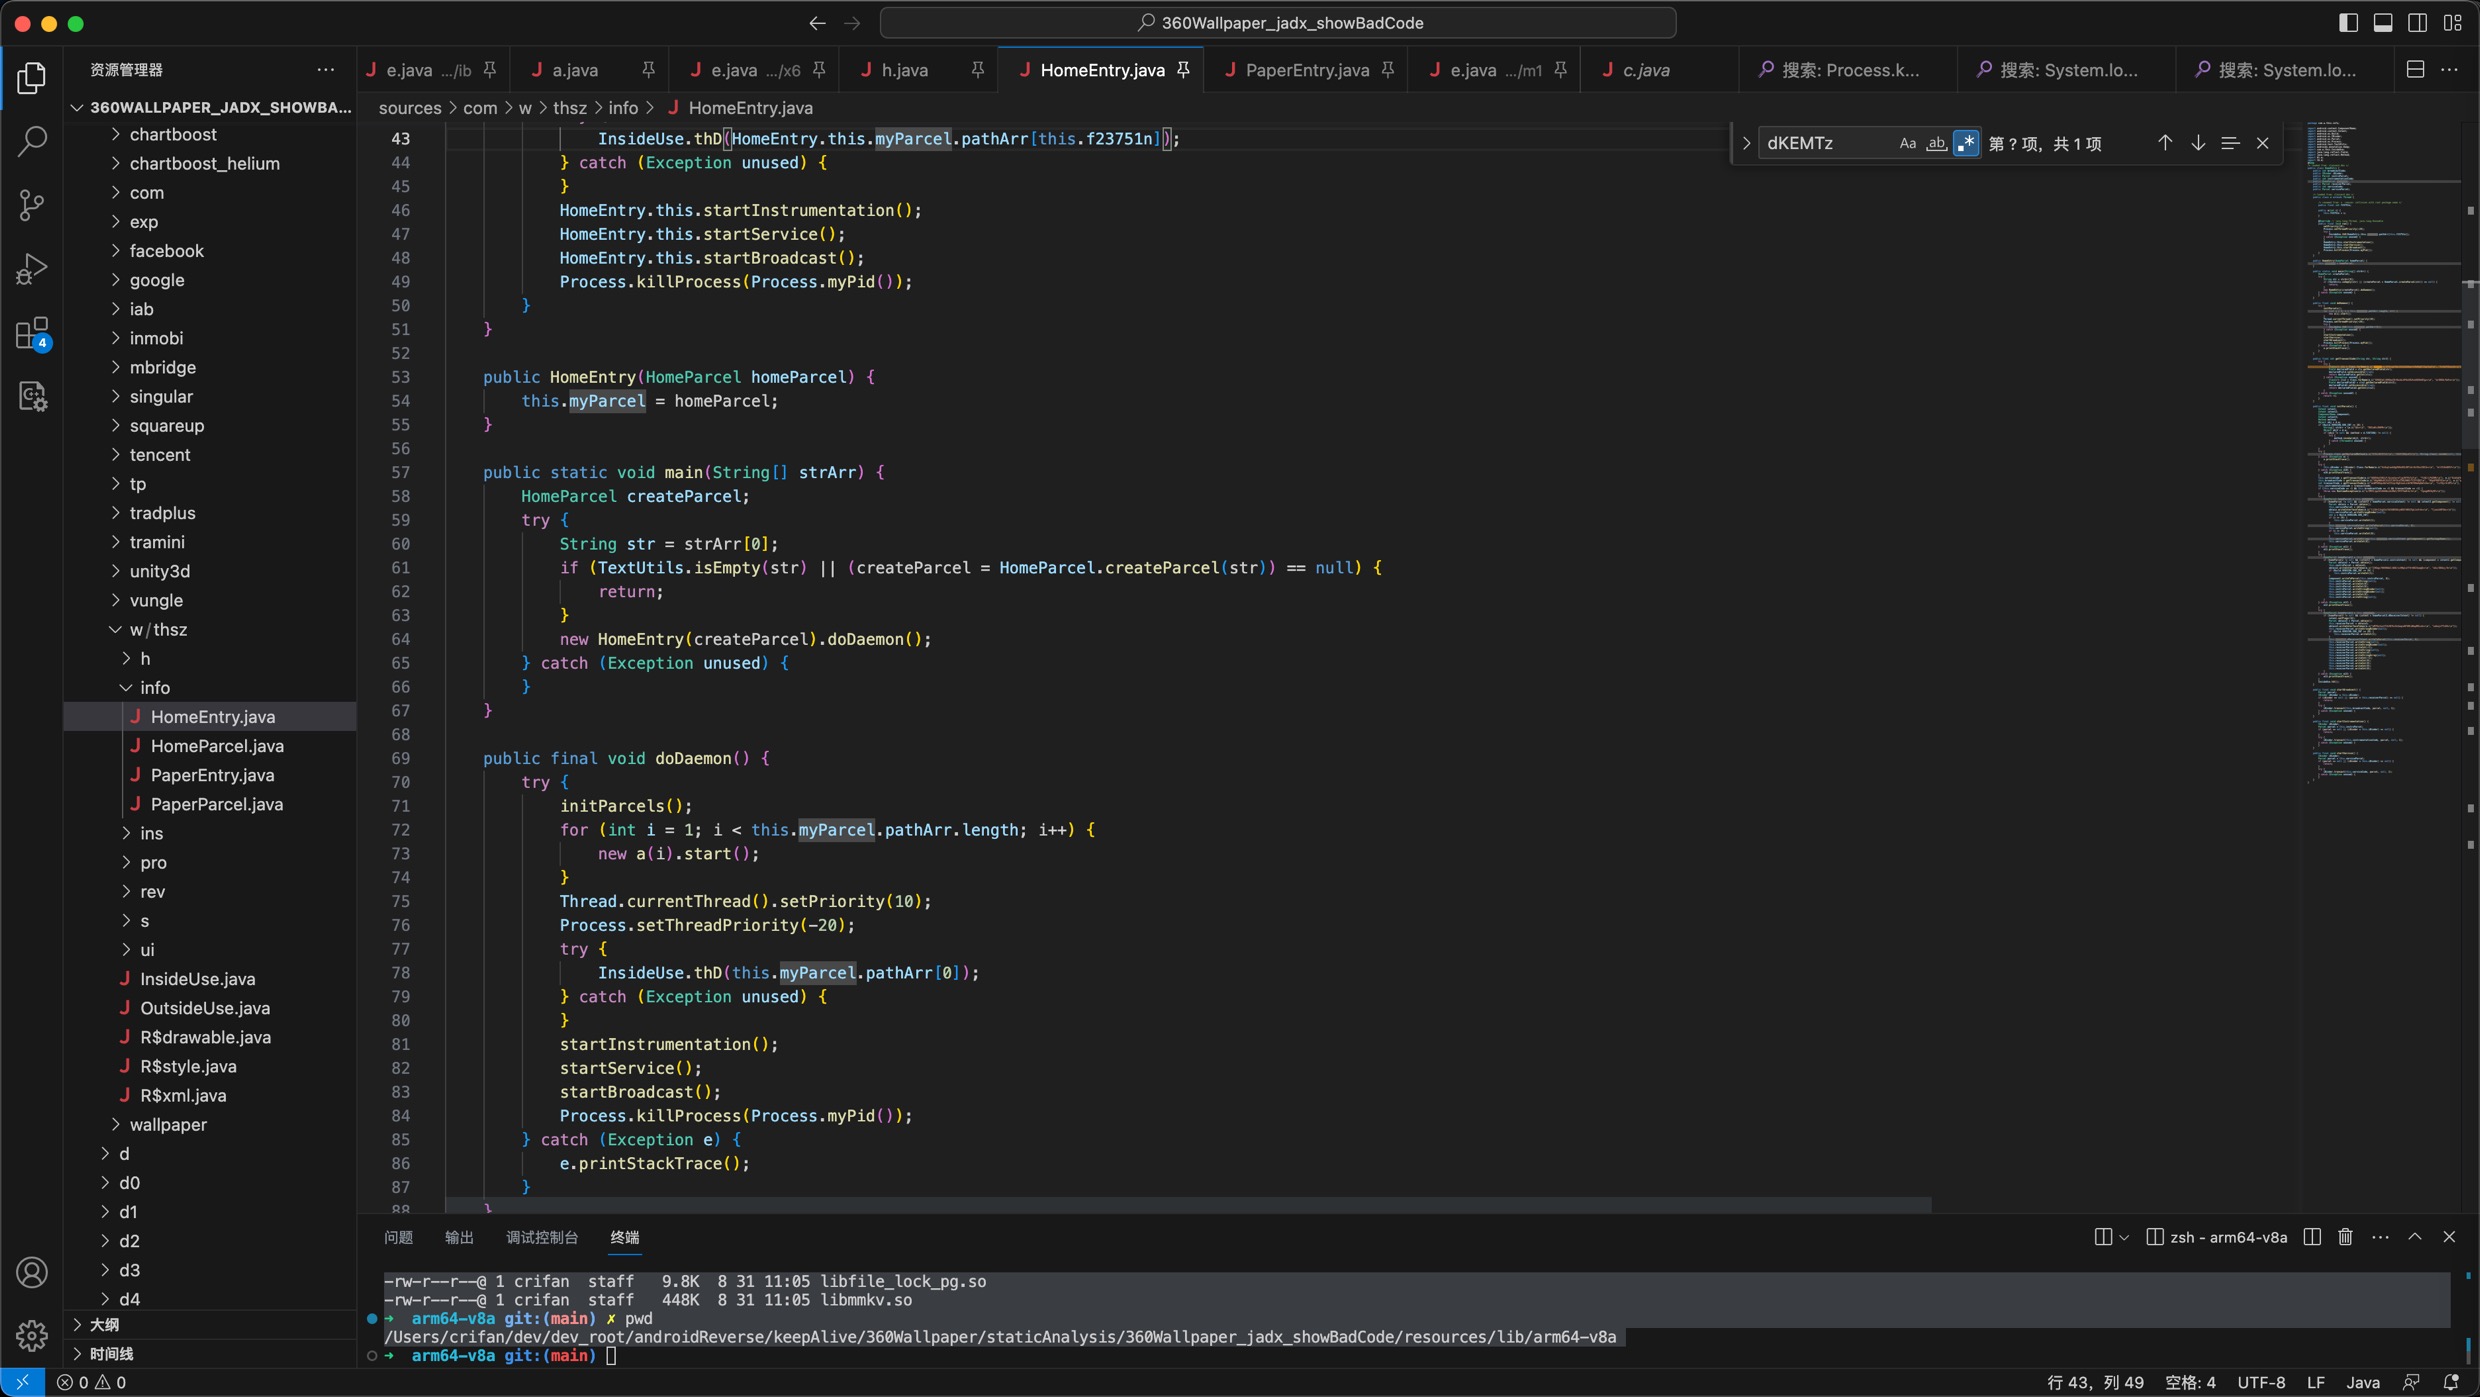 360Wallpaper_jadx_showBadCode
资源管理器
e.java .../ib
a.java
e.java .../x6
h.java
HomeEntry.java
PaperEntry.java
e.java .../m1
c.java
搜索: Process.k...
搜索: System.lo...
搜索: System.lo...
360WALLPAPER_JADX_SHOWBA...
sources > com > w > thsz > info > HomeEntry.java
dKEMTz
Aa ab .* 第 ? 项, 共 1 项
chartboost
chartboost_helium
com
exp
facebook
google
iab
inmobi
mbridge
singular
squareup
tencent
tp
tradplus
tramini
unity3d
vungle
w/thsz
h
info
HomeEntry.java
HomeParcel.java
PaperEntry.java
PaperParcel.java
ins
pro
rev
s
ui
InsideUse.java
OutsideUse.java
R$drawable.java
R$style.java
R$xml.java
wallpaper
d
d0
d1
d2
d3
d4
大纲
时间线
4
43 InsideUse.thD(HomeEntry.this.myParcel.pathArr[this.f23751n]);
44 } catch (Exception unused) {
45 }
46 HomeEntry.this.startInstrumentation();
47 HomeEntry.this.startService();
48 HomeEntry.this.startBroadcast();
49 Process.killProcess(Process.myPid());
50 }
51 }
52
53 public HomeEntry(HomeParcel homeParcel) {
54 this.myParcel = homeParcel;
55 }
56
57 public static void main(String[] strArr) {
58 HomeParcel createParcel;
59 try {
60 String str = strArr[0];
61 if (TextUtils.isEmpty(str) || (createParcel = HomeParcel.createParcel(str)) == null) {
62 return;
63 }
64 new HomeEntry(createParcel).doDaemon();
65 } catch (Exception unused) {
66 }
67 }
68
69 public final void doDaemon() {
70 try {
71 initParcels();
72 for (int i = 1; i < this.myParcel.pathArr.length; i++) {
73 new a(i).start();
74 }
75 Thread.currentThread().setPriority(10);
76 Process.setThreadPriority(-20);
77 try {
78 InsideUse.thD(this.myParcel.pathArr[0]);
79 } catch (Exception unused) {
80 }
81 startInstrumentation();
82 startService();
83 startBroadcast();
84 Process.killProcess(Process.myPid());
85 } catch (Exception e) {
86 e.printStackTrace();
87 }
88 }
问题 输出 调试控制台 终端
zsh - arm64-v8a
-rw-r--r--@ 1 crifan staff 9.8K 8 31 11:05 libfile_lock_pg.so
-rw-r--r--@ 1 crifan staff 448K 8 31 11:05 libmmkv.so
➜ arm64-v8a git:(main) ✗ pwd
/Users/crifan/dev/dev_root/androidReverse/keepAlive/360Wallpaper/staticAnalysis/360Wallpaper_jadx_showBadCode/resources/lib/arm64-v8a
➜ arm64-v8a git:(main)
0 0
行 43, 列 49 空格: 4 UTF-8 LF Java